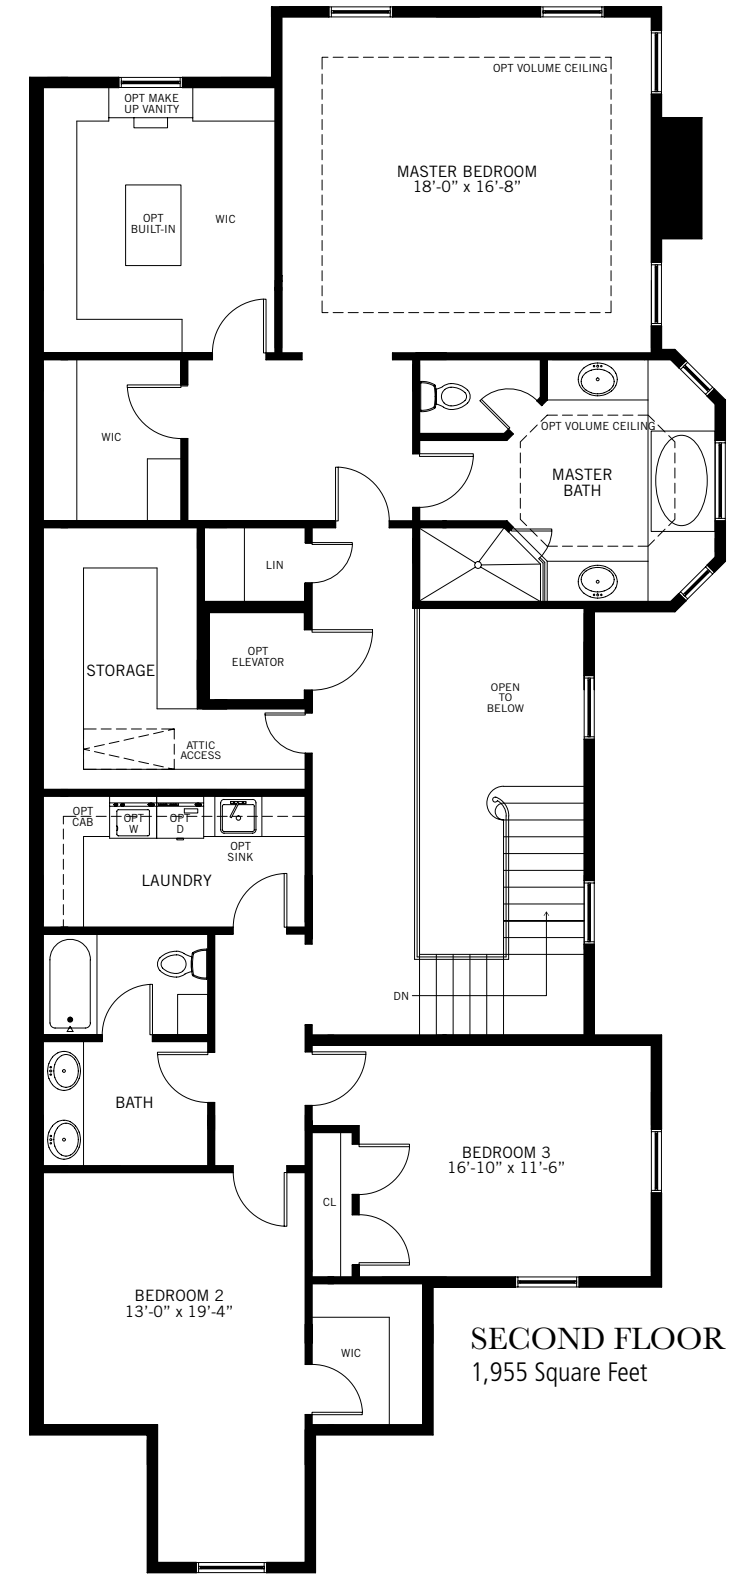 OPT VOLUME CEILING
OPT MAKE
UP VANITY
MASTER BEDROOM
18'-0" x 16'-8"
OPT
BUILT-IN
WIC
WIC
OPT VOLUME CEILING
MASTER
BATH
LIN
OPT
ELEVATOR
STORAGE
OPEN
TO
BELOW
ATTIC
ACCESS
OPT
CAB
OPT
W
OPT
D
OPT
SINK
LAUNDRY
DN
BATH
BEDROOM 3
16'-10" x 11'-6"
CL
BEDROOM 2
13'-0" x 19'-4"
WIC
SECOND FLOOR
1,955 Square Feet